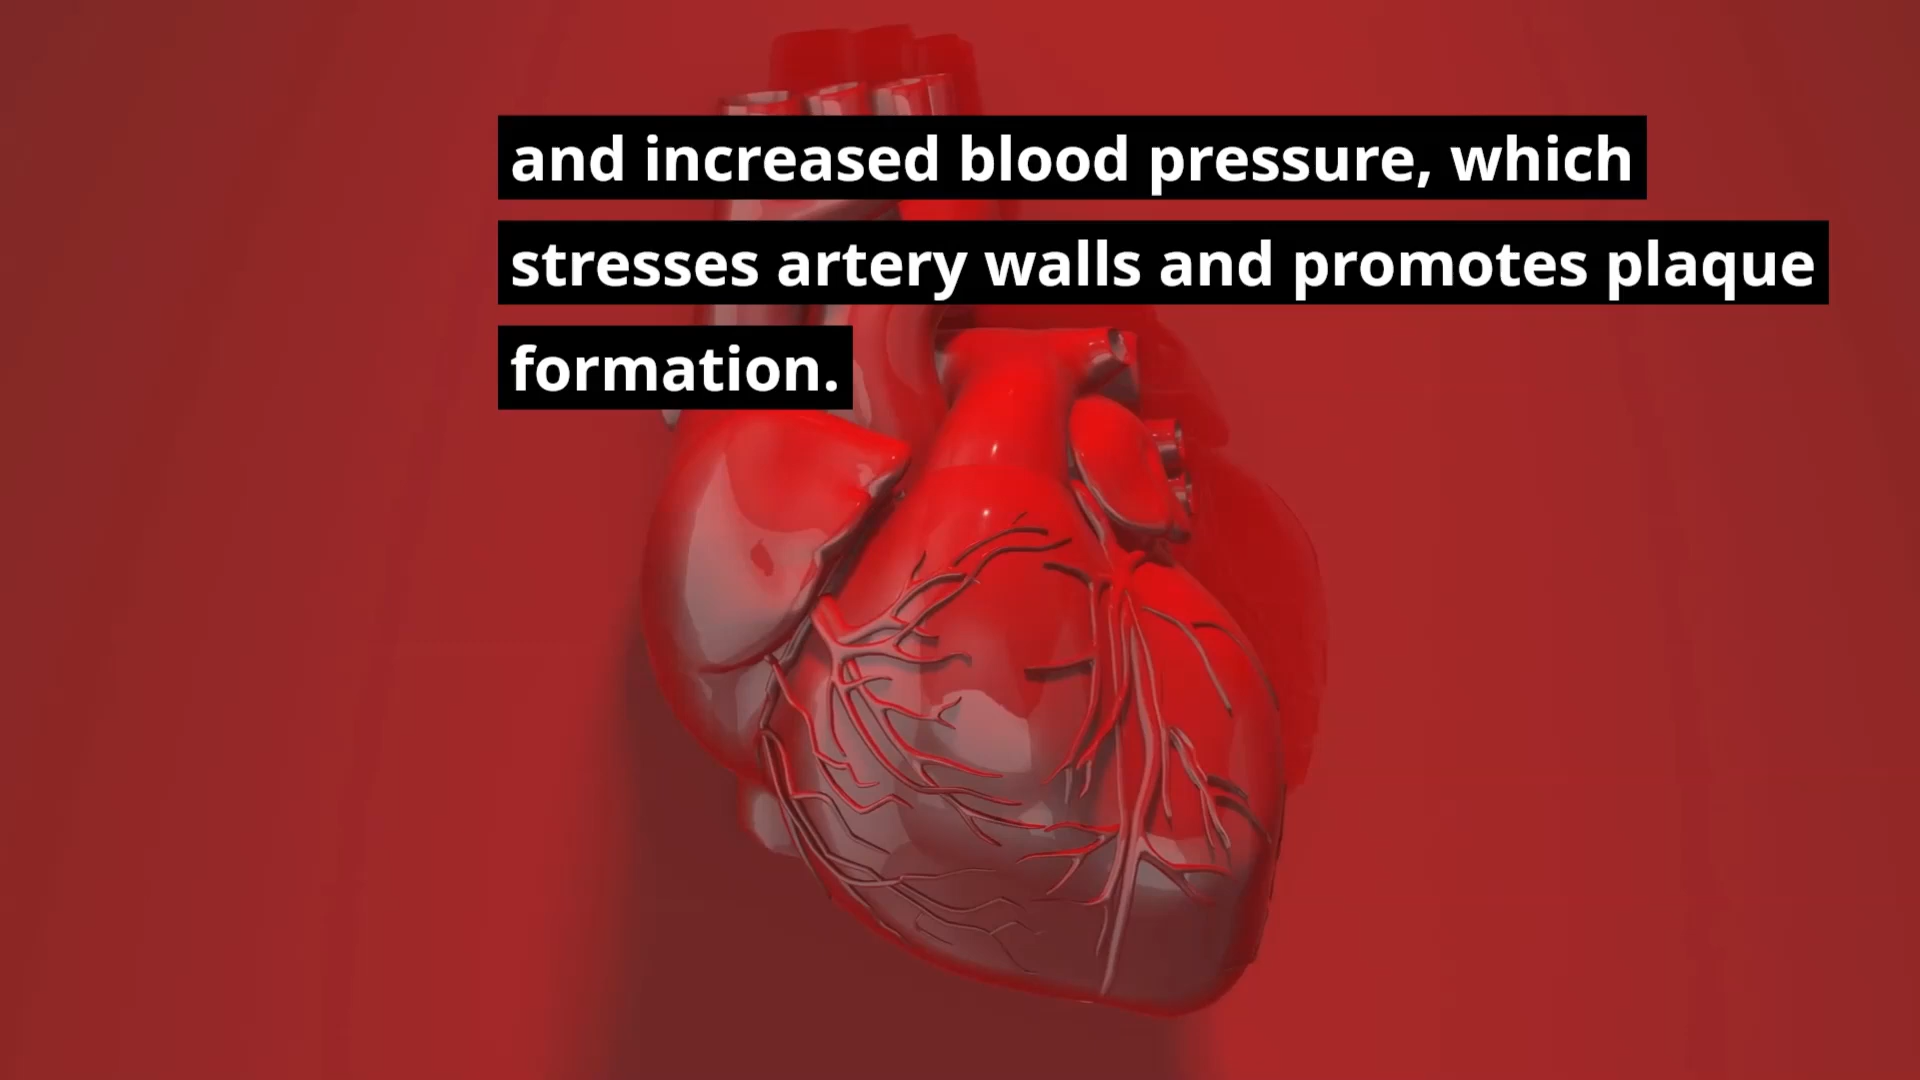 and increased blood pressure, which
stresses artery walls and promotes plaque
formation.